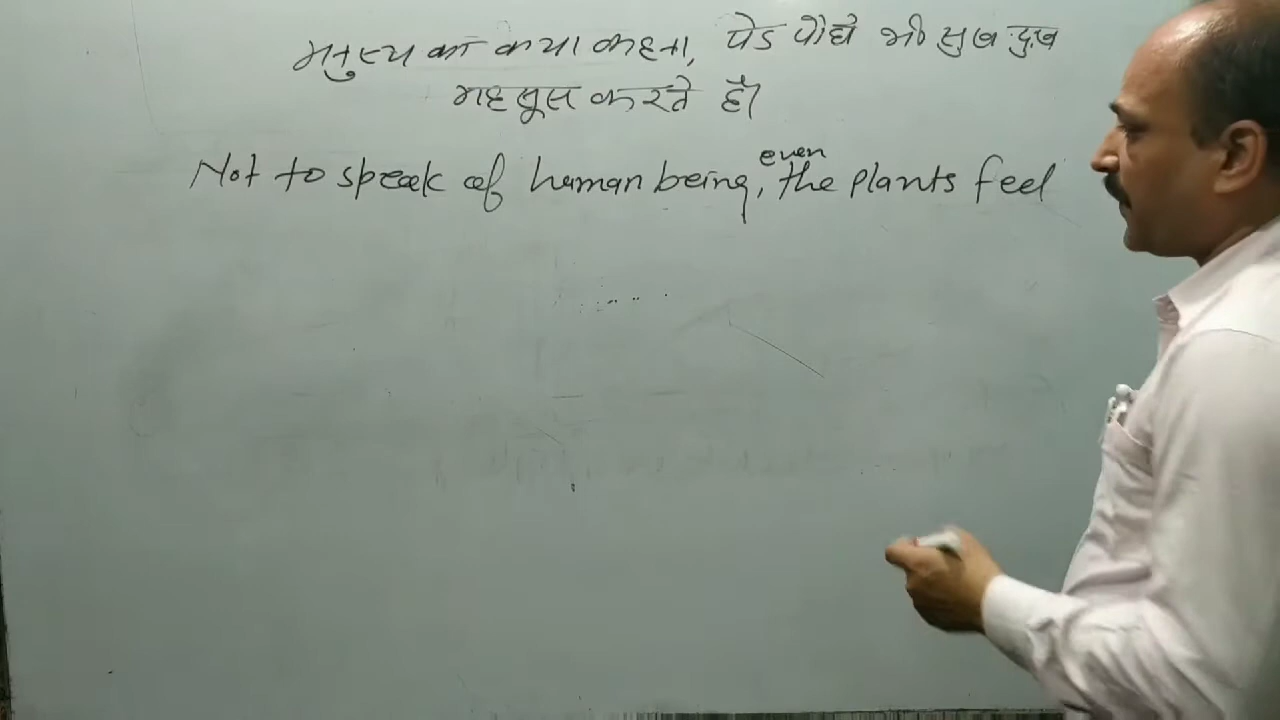 मनुष्य का क्या कहना, पेड पौधे भी सुख दुःख
महसूस करते है।
Not to speak of human being, even the plants feel